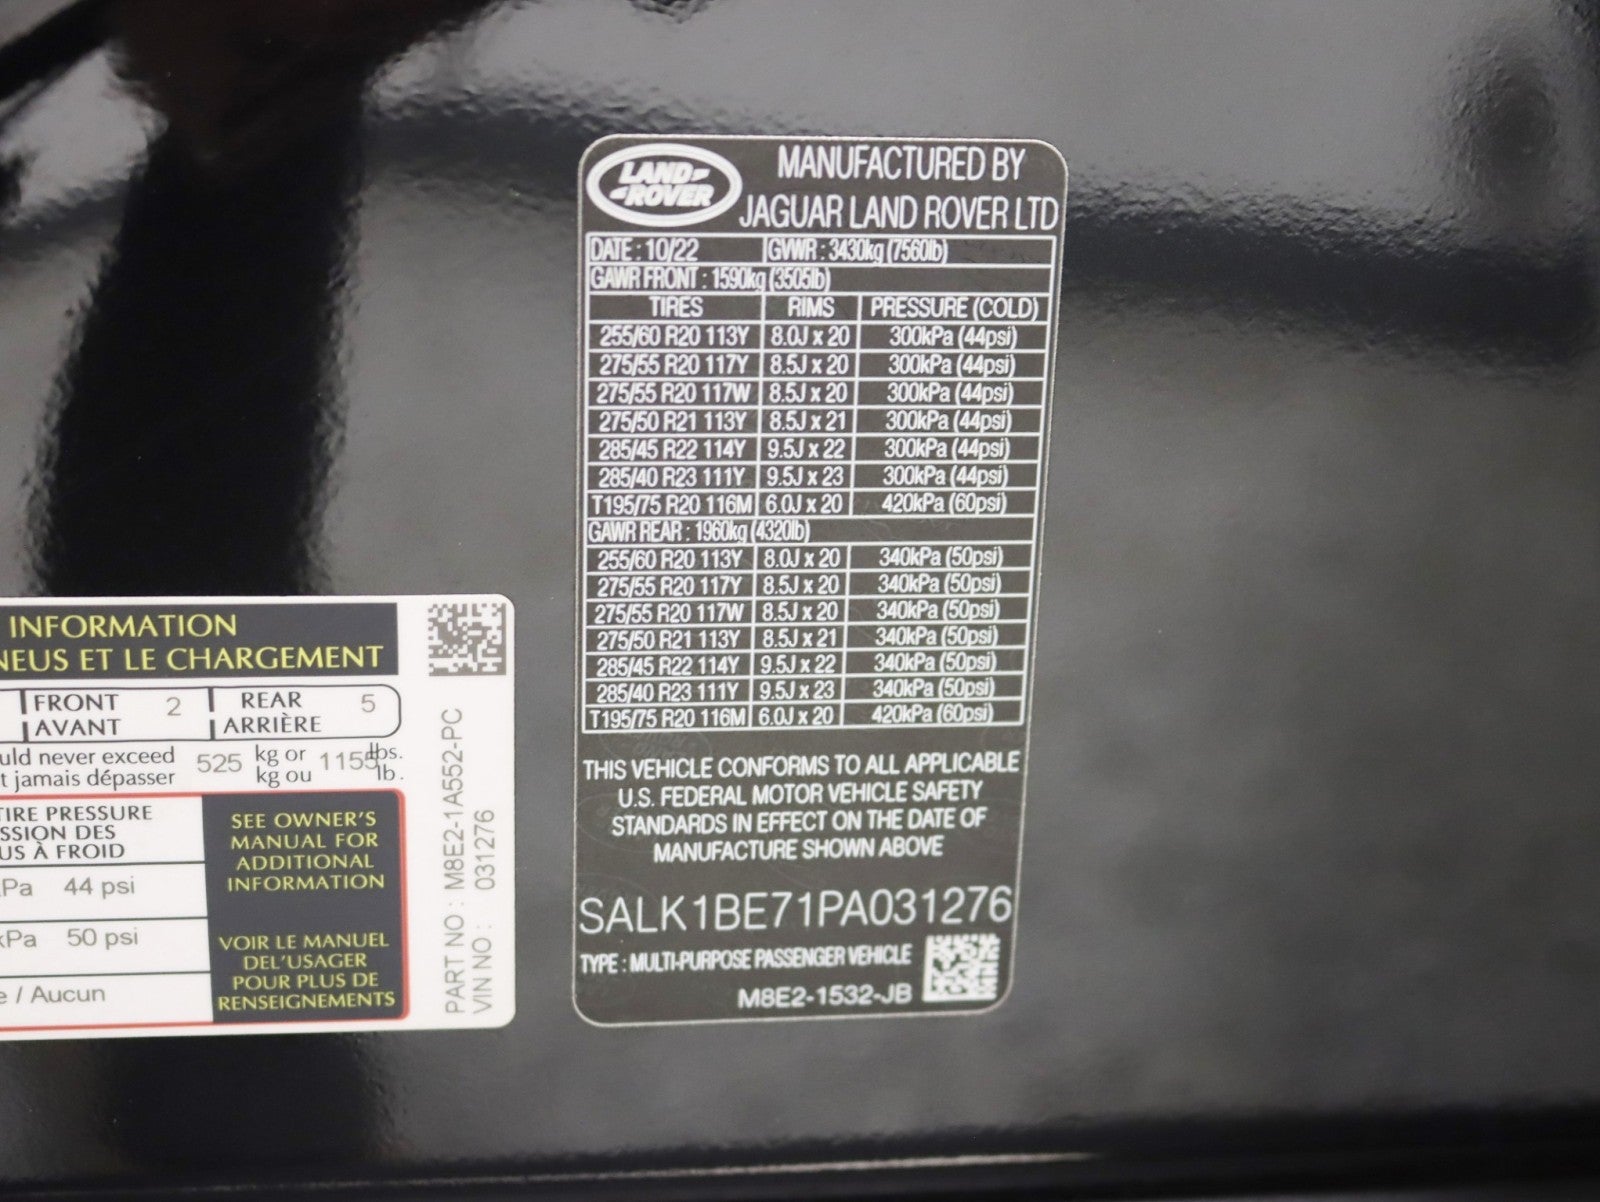 LAND
ROVER
MANUFACTURED BY
JAGUAR LAND ROVER LTD
DATE : 10/22 GVWR : 3430kg (7560lb)
GAWR FRONT : 1590kg (3505lb)
TIRES RIMS PRESSURE (COLD)
255/60 R20 113Y 8.0J x 20 300kPa (44psi)
275/55 R20 117Y 8.5J x 20 300kPa (44psi)
275/55 R20 117W 8.5J x 20 300kPa (44psi)
275/50 R21 113Y 8.5J x 21 300kPa (44psi)
285/45 R22 114Y 9.5J x 22 300kPa (44psi)
285/40 R23 111Y 9.5J x 23 300kPa (44psi)
T195/75 R20 116M 6.0J x 20 420kPa (60psi)
GAWR REAR : 1960kg (4320lb)
255/60 R20 113Y 8.0J x 20 340kPa (50psi)
275/55 R20 117Y 8.5J x 20 340kPa (50psi)
275/55 R20 117W 8.5J x 20 340kPa (50psi)
275/50 R21 113Y 8.5J x 21 340kPa (50psi)
285/45 R22 114Y 9.5J x 22 340kPa (50psi)
285/40 R23 111Y 9.5J x 23 340kPa (50psi)
T195/75 R20 116M 6.0J x 20 420kPa (60psi)
THIS VEHICLE CONFORMS TO ALL APPLICABLE
U.S. FEDERAL MOTOR VEHICLE SAFETY
STANDARDS IN EFFECT ON THE DATE OF
MANUFACTURE SHOWN ABOVE
SALK1BE71PA031276
TYPE : MULTI-PURPOSE PASSENGER VEHICLE
M8E2-1532-JB
INFORMATION
NEUS ET LE CHARGEMENT
FRONT 2 REAR 5
AVANT ARRIÈRE
uld never exceed 525 kg or 1155 lbs.
t jamais dépasser kg ou lb.
TIRE PRESSURE
SSION DES
US À FROID
Pa 44 psi
kPa 50 psi
e / Aucun
SEE OWNER'S
MANUAL FOR
ADDITIONAL
INFORMATION
VOIR LE MANUEL
DEL'USAGER
POUR PLUS DE
RENSEIGNEMENTS
PART NO : M8E2-1A552-PC
VIN NO : 031276